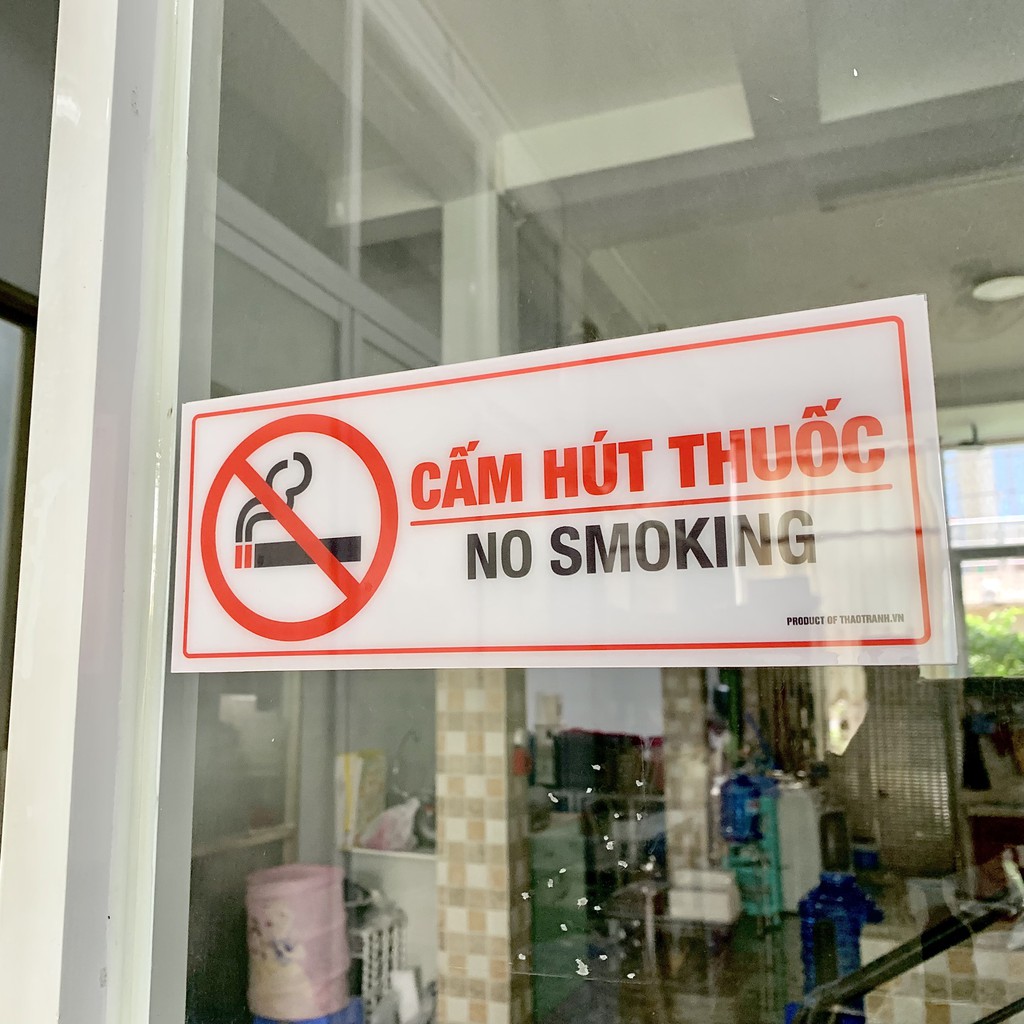 CẤM HÚT THUỐC
NO SMOKING
PRODUCT OF THAOTRANH.VN